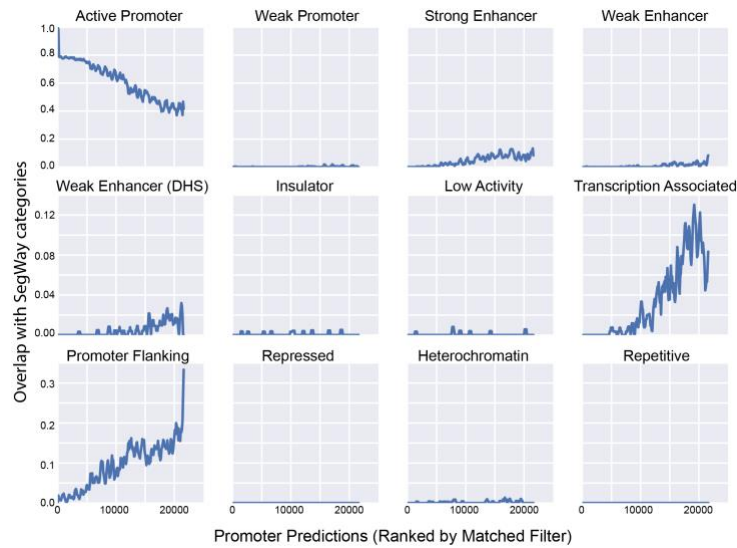 Active Promoter
Weak Promoter
Strong Enhancer
Weak Enhancer
1.0
0.8
0.6
0.4
0.2
0.0
Weak Enhancer (DHS)
Insulator
Low Activity
Transcription Associated
0.12
0.08
0.04
0.00
Promoter Flanking
Repressed
Heterochromatin
Repetitive
0.3
0.2
0.1
0.0
0 10000 20000
0 10000 20000
0 10000 20000
0 10000 20000
Overlap with SegWay categories
Promoter Predictions (Ranked by Matched Filter)